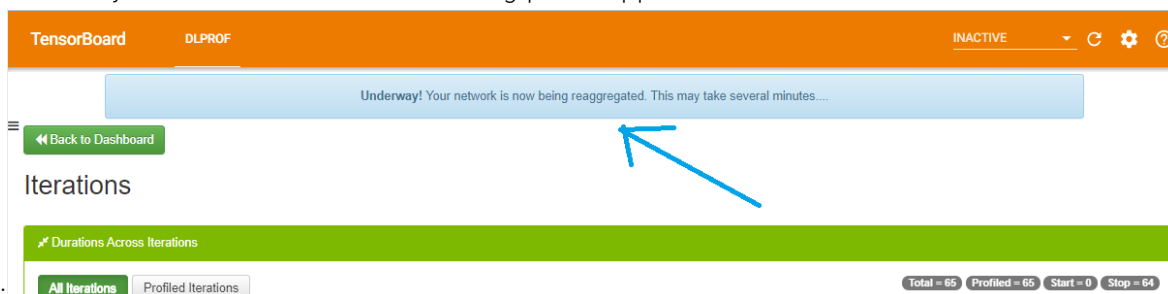 TensorBoard DLPROF INACTIVE
Underway! Your network is now being reaggregated. This may take several minutes....
Back to Dashboard
Iterations
Durations Across Iterations
All Iterations Profiled Iterations Total = 65 Profiled = 65 Start = 0 Stop = 64